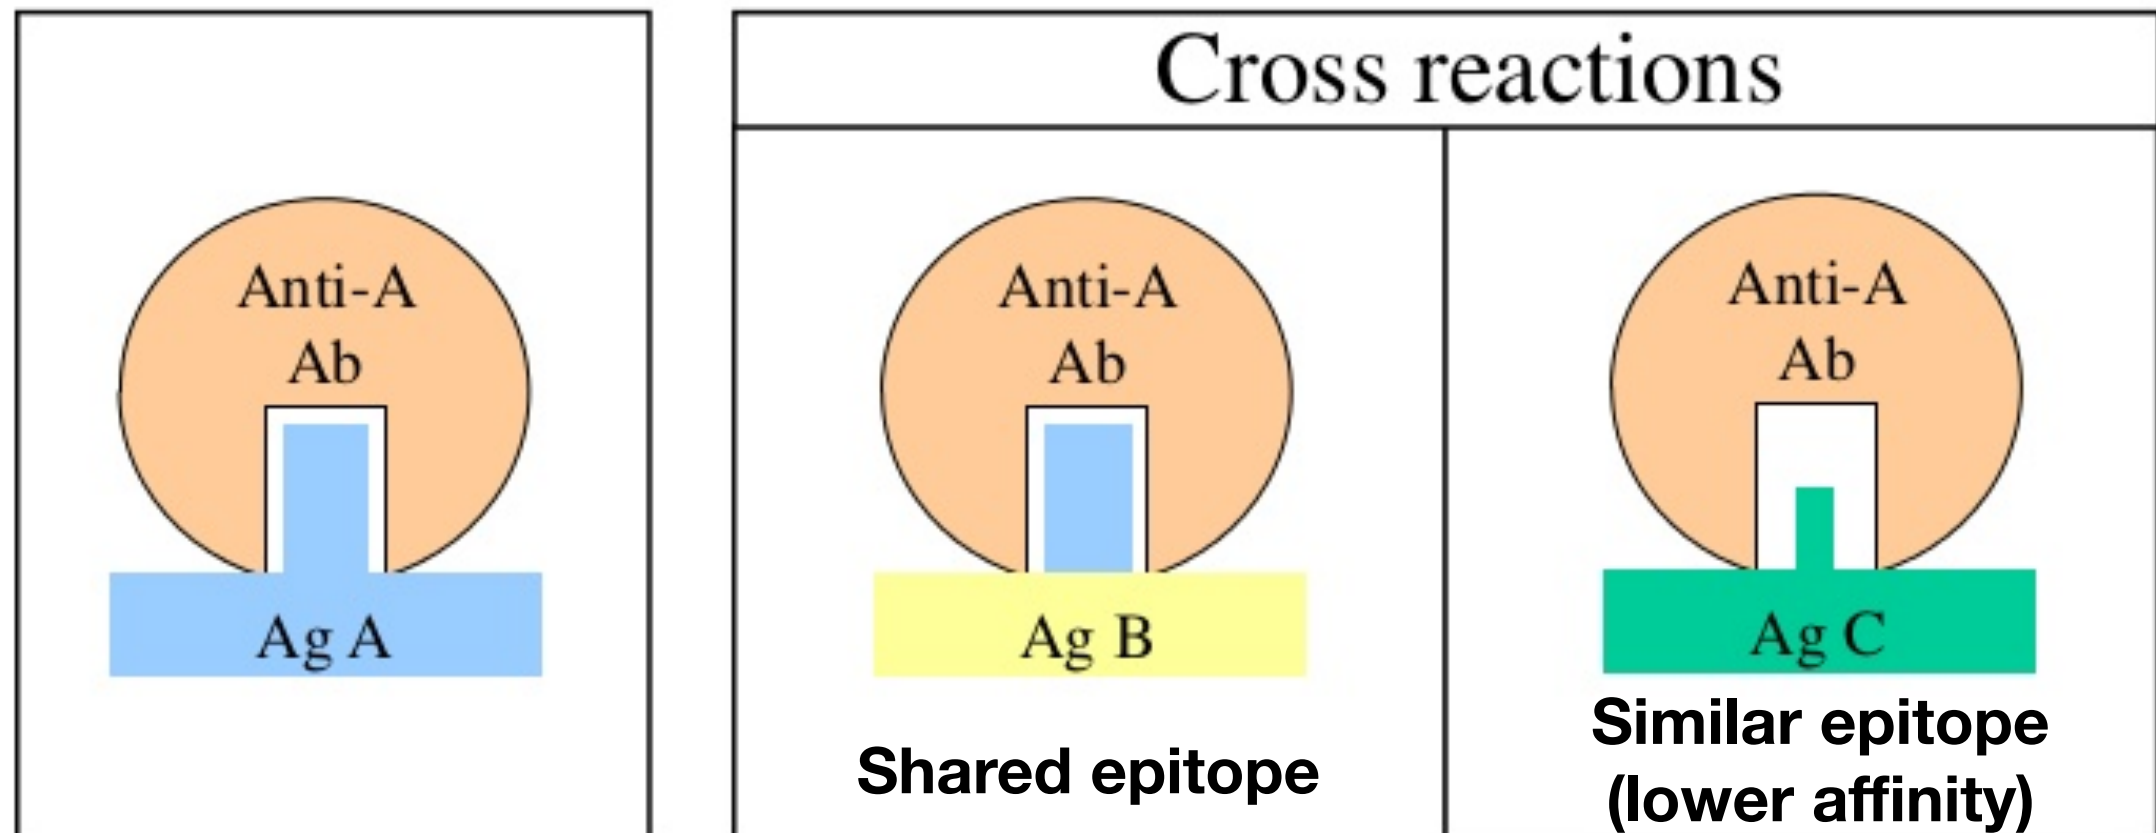 Cross reactions
Anti-A
Ab
Ag A
Anti-A
Ab
Ag B
Shared epitope
Anti-A
Ab
Ag C
Similar epitope
(lower affinity)